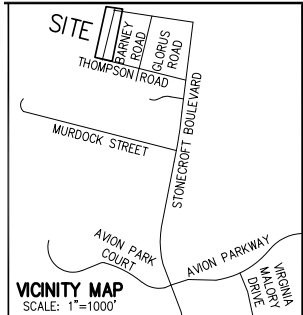 SITE
BARNEY
ROAD
GLORUS
ROAD
THOMPSON ROAD
STONECROFT BOULEVARD
MURDOCK STREET
AVION PARK
COURT
AVION PARKWAY
VIRGINIA
MALORY
DRIVE
VICINITY MAP
SCALE: 1"=1000'